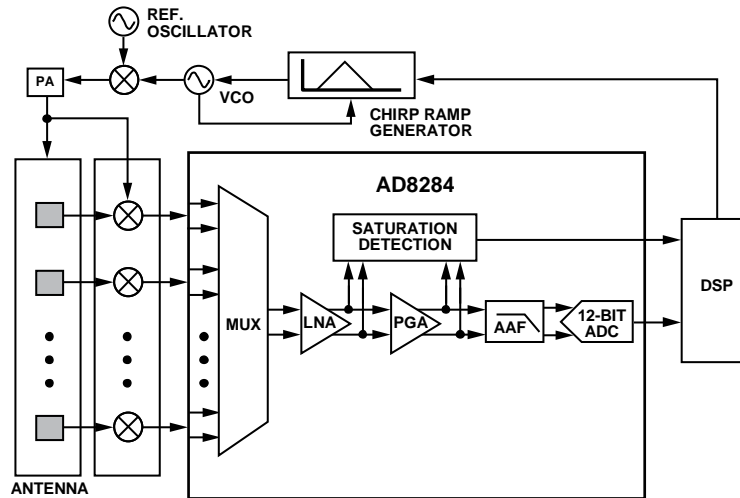 REF.
OSCILLATOR
PA
VCO
CHIRP RAMP
GENERATOR
AD8284
SATURATION
DETECTION
MUX
LNA
PGA
AAF
12-BIT
ADC
DSP
ANTENNA